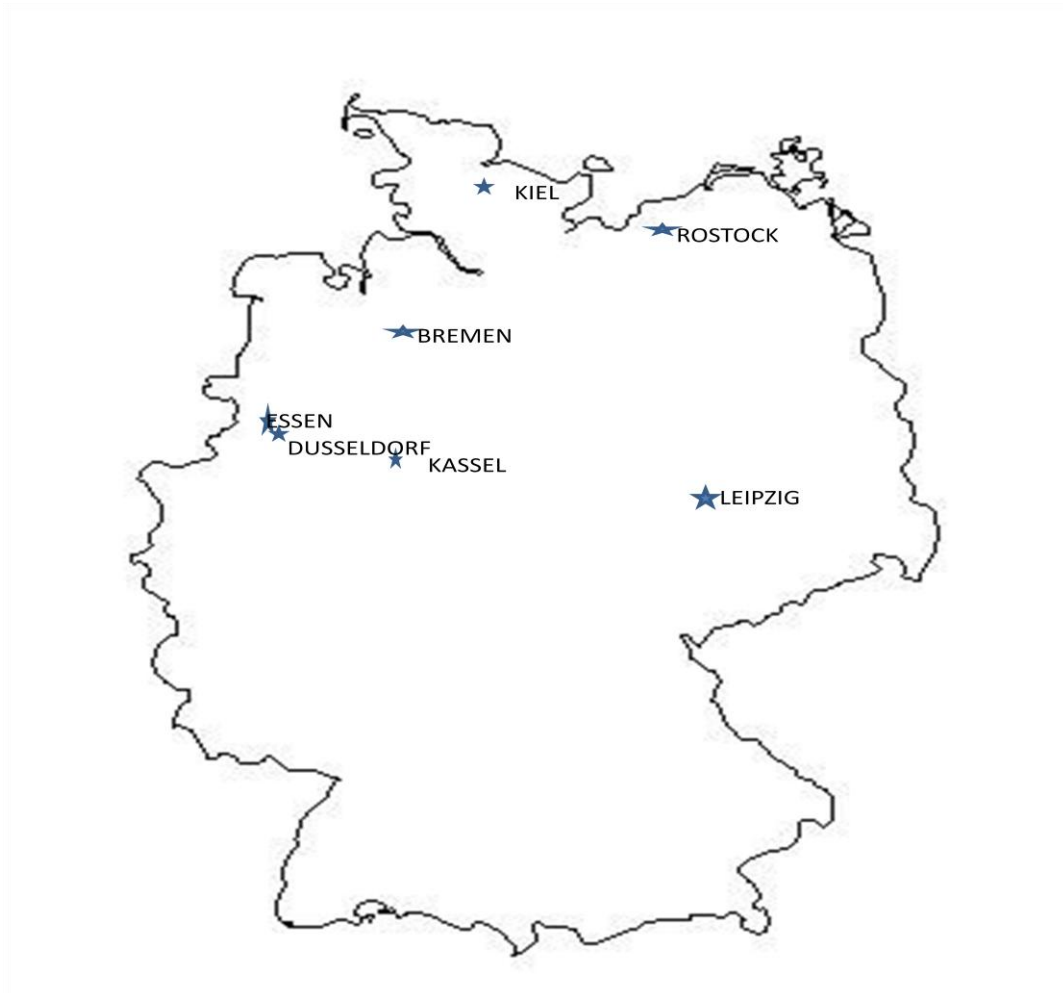 KIEL
ROSTOCK
BREMEN
ESSEN
DUSSELDORF
KASSEL
LEIPZIG